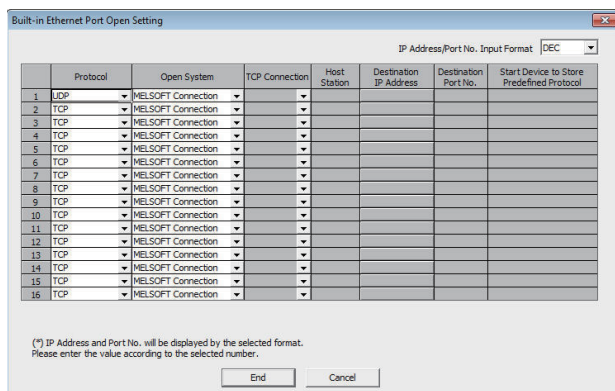 Built-in Ethernet Port Open Setting
IP Address/Port No. Input Format DEC
Protocol Open System TCP Connection Host Station Destination IP Address Destination Port No. Start Device to Store Predefined Protocol
1 UDP MELSOFT Connection
2 TCP MELSOFT Connection
3 TCP MELSOFT Connection
4 TCP MELSOFT Connection
5 TCP MELSOFT Connection
6 TCP MELSOFT Connection
7 TCP MELSOFT Connection
8 TCP MELSOFT Connection
9 TCP MELSOFT Connection
10 TCP MELSOFT Connection
11 TCP MELSOFT Connection
12 TCP MELSOFT Connection
13 TCP MELSOFT Connection
14 TCP MELSOFT Connection
15 TCP MELSOFT Connection
16 TCP MELSOFT Connection
(*) IP Address and Port No. will be displayed by the selected format.
Please enter the value according to the selected number.
End Cancel